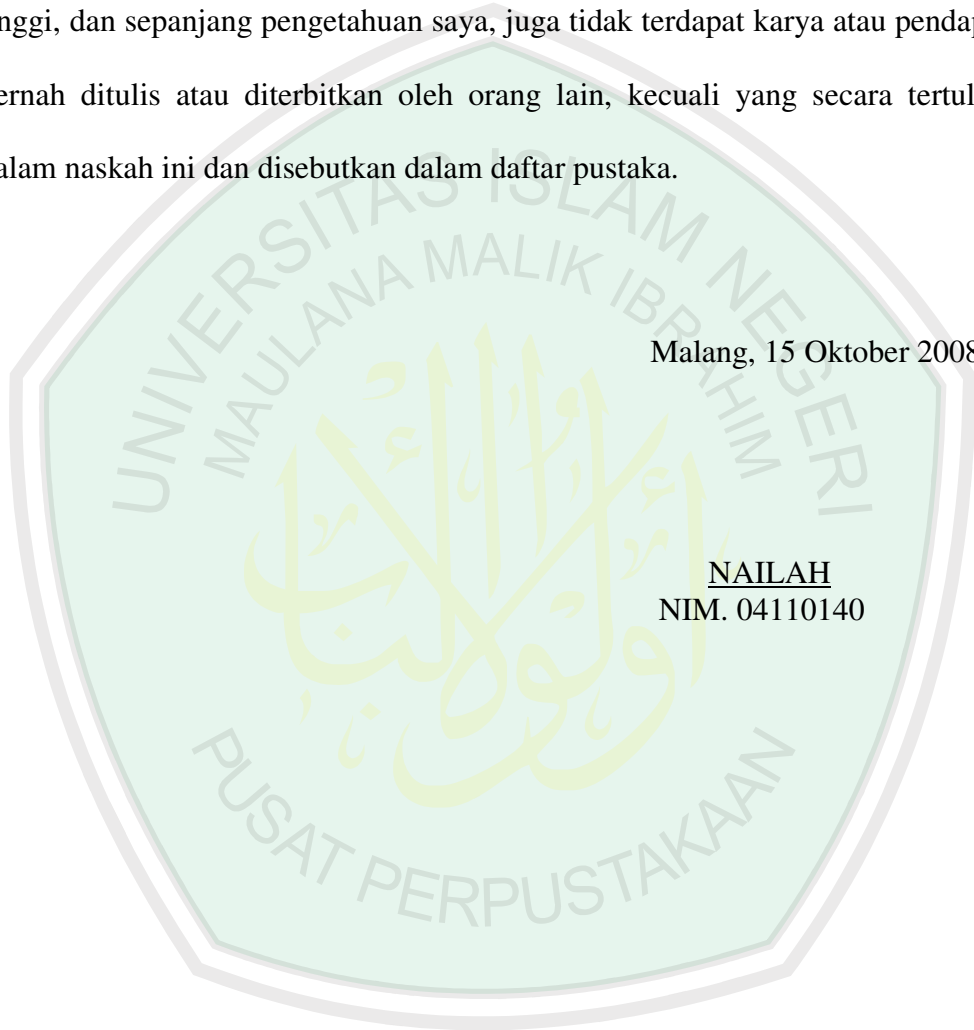 nggi, dan sepanjang pengetahuan saya, juga tidak terdapat karya atau pendap
ernah ditulis atau diterbitkan oleh orang lain, kecuali yang secara tertul
alam naskah ini dan disebutkan dalam daftar pustaka.
UNIVERSITAS ISLAM NEGERI
MAULANA MALIK IBRAHIM
Malang, 15 Oktober 2008
NAILAH
NIM. 04110140
أولوا الألباب
PUSAT PERPUSTAKAAN